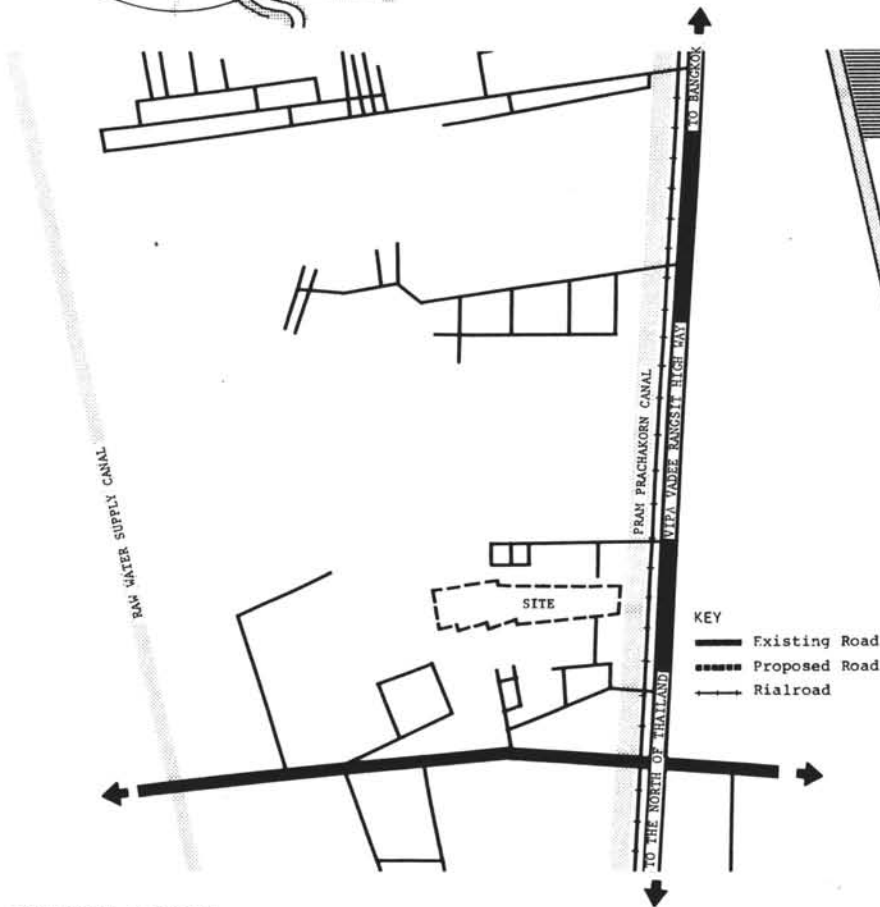 TO BANGKOK
VIPA VADEE RANGSIT HIGH WAY
PRAM PRACHAKORN CANAL
RAW WATER SUPPLY CANAL
SITE
KEY
Existing Road
Proposed Road
Rialroad
TO THE NORTH OF THAILAND